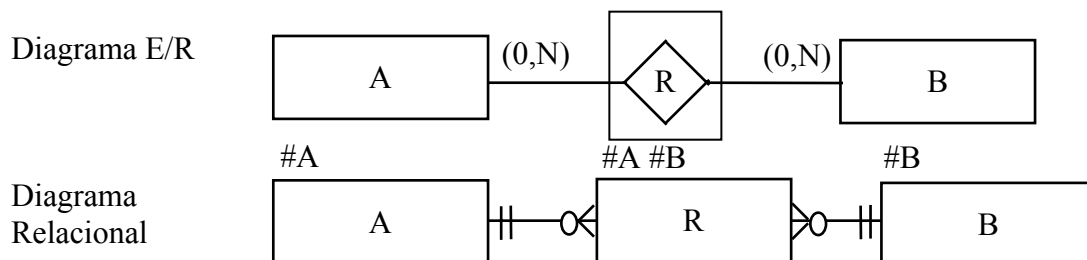 Diagrama E/R
A
(0,N)
R
(0,N)
B
#A
#A #B
#B
Diagrama
Relacional
A
R
B